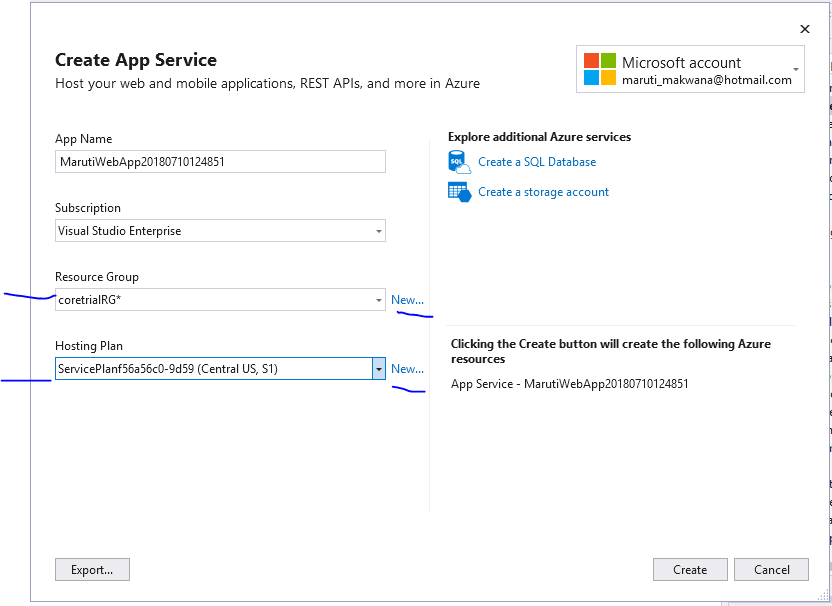 Create App Service
Host your web and mobile applications, REST APIs, and more in Azure
Microsoft account
maruti_makwana@hotmail.com
App Name
MarutiWebApp20180710124851
Subscription
Visual Studio Enterprise
Resource Group
coretrialRG*
New...
Hosting Plan
ServicePlanf56a56c0-9d59 (Central US, S1)
New...
Explore additional Azure services
SQL
Create a SQL Database
Create a storage account
Clicking the Create button will create the following Azure
resources
App Service - MarutiWebApp20180710124851
Export...
Create
Cancel